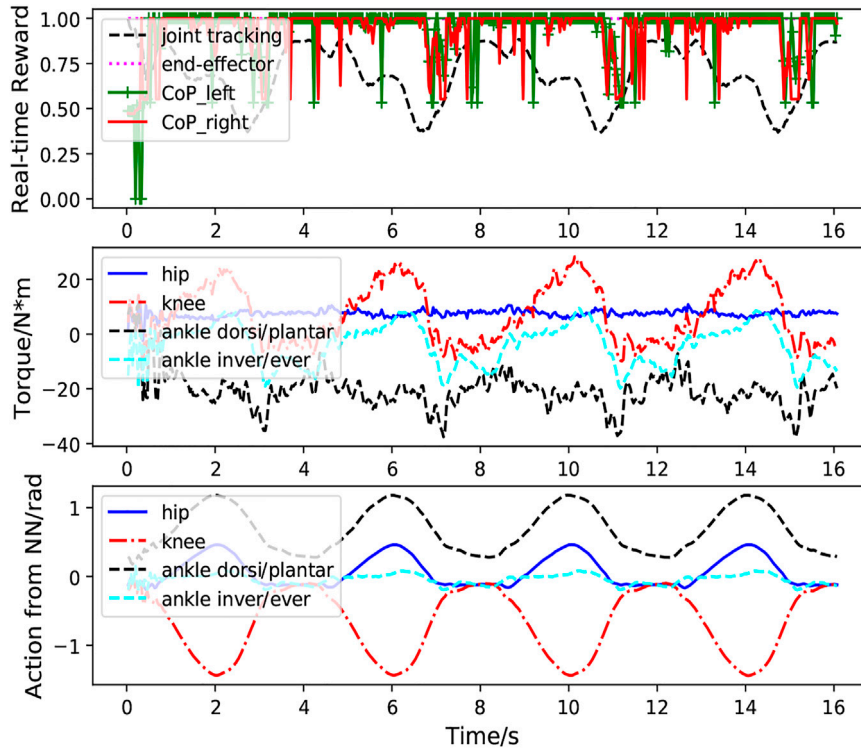 Real-time Reward
1.00
0.75
0.50
0.25
0.00
joint tracking
end-effector
CoP_left
CoP_right
0 2 4 6 8 10 12 14 16
Torque/N*m
20
0
−20
−40
hip
knee
ankle dorsi/plantar
ankle inver/ever
0 2 4 6 8 10 12 14 16
Action from NN/rad
1
0
−1
hip
knee
ankle dorsi/plantar
ankle inver/ever
0 2 4 6 8 10 12 14 16
Time/s